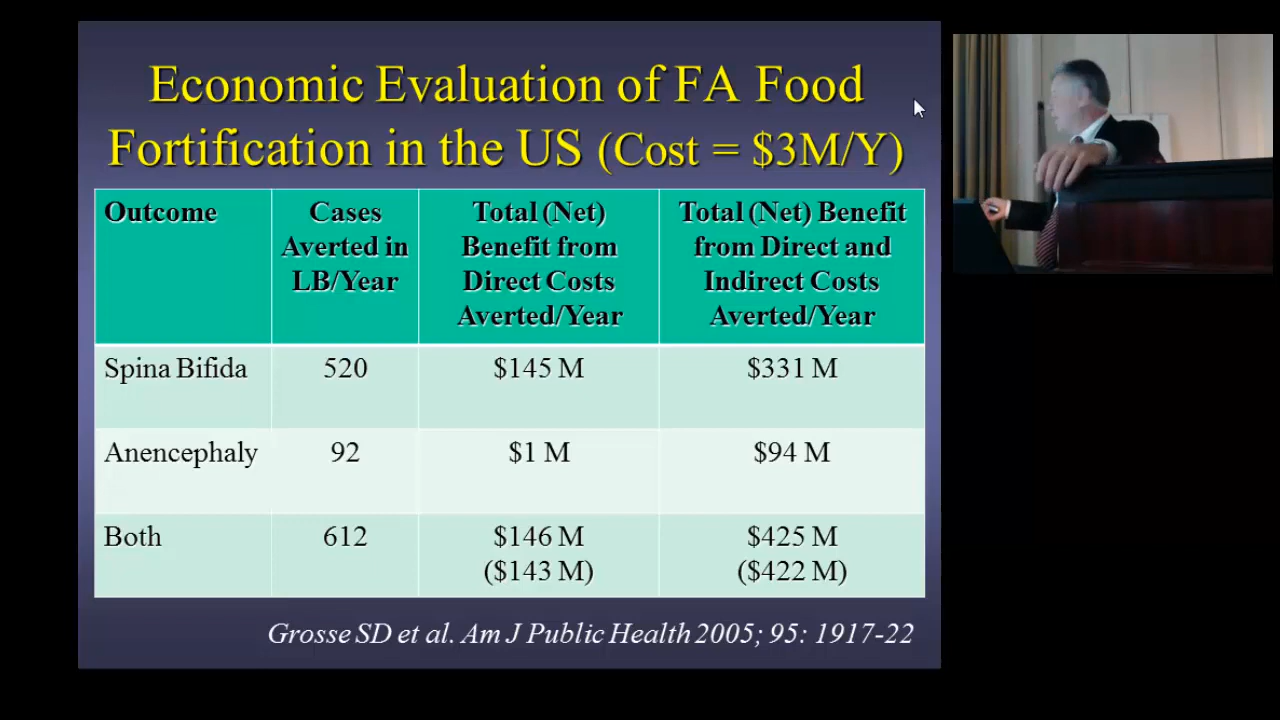 Economic Evaluation of FA Food
Fortification in the US (Cost = $3M/Y)
Outcome
Cases
Averted in
LB/Year
Total (Net)
Benefit from
Direct Costs
Averted/Year
Total (Net) Benefit
from Direct and
Indirect Costs
Averted/Year
Spina Bifida
520
$145 M
$331 M
Anencephaly
92
$1 M
$94 M
Both
612
$146 M
($143 M)
$425 M
($422 M)
Grosse SD et al. Am J Public Health 2005; 95: 1917-22